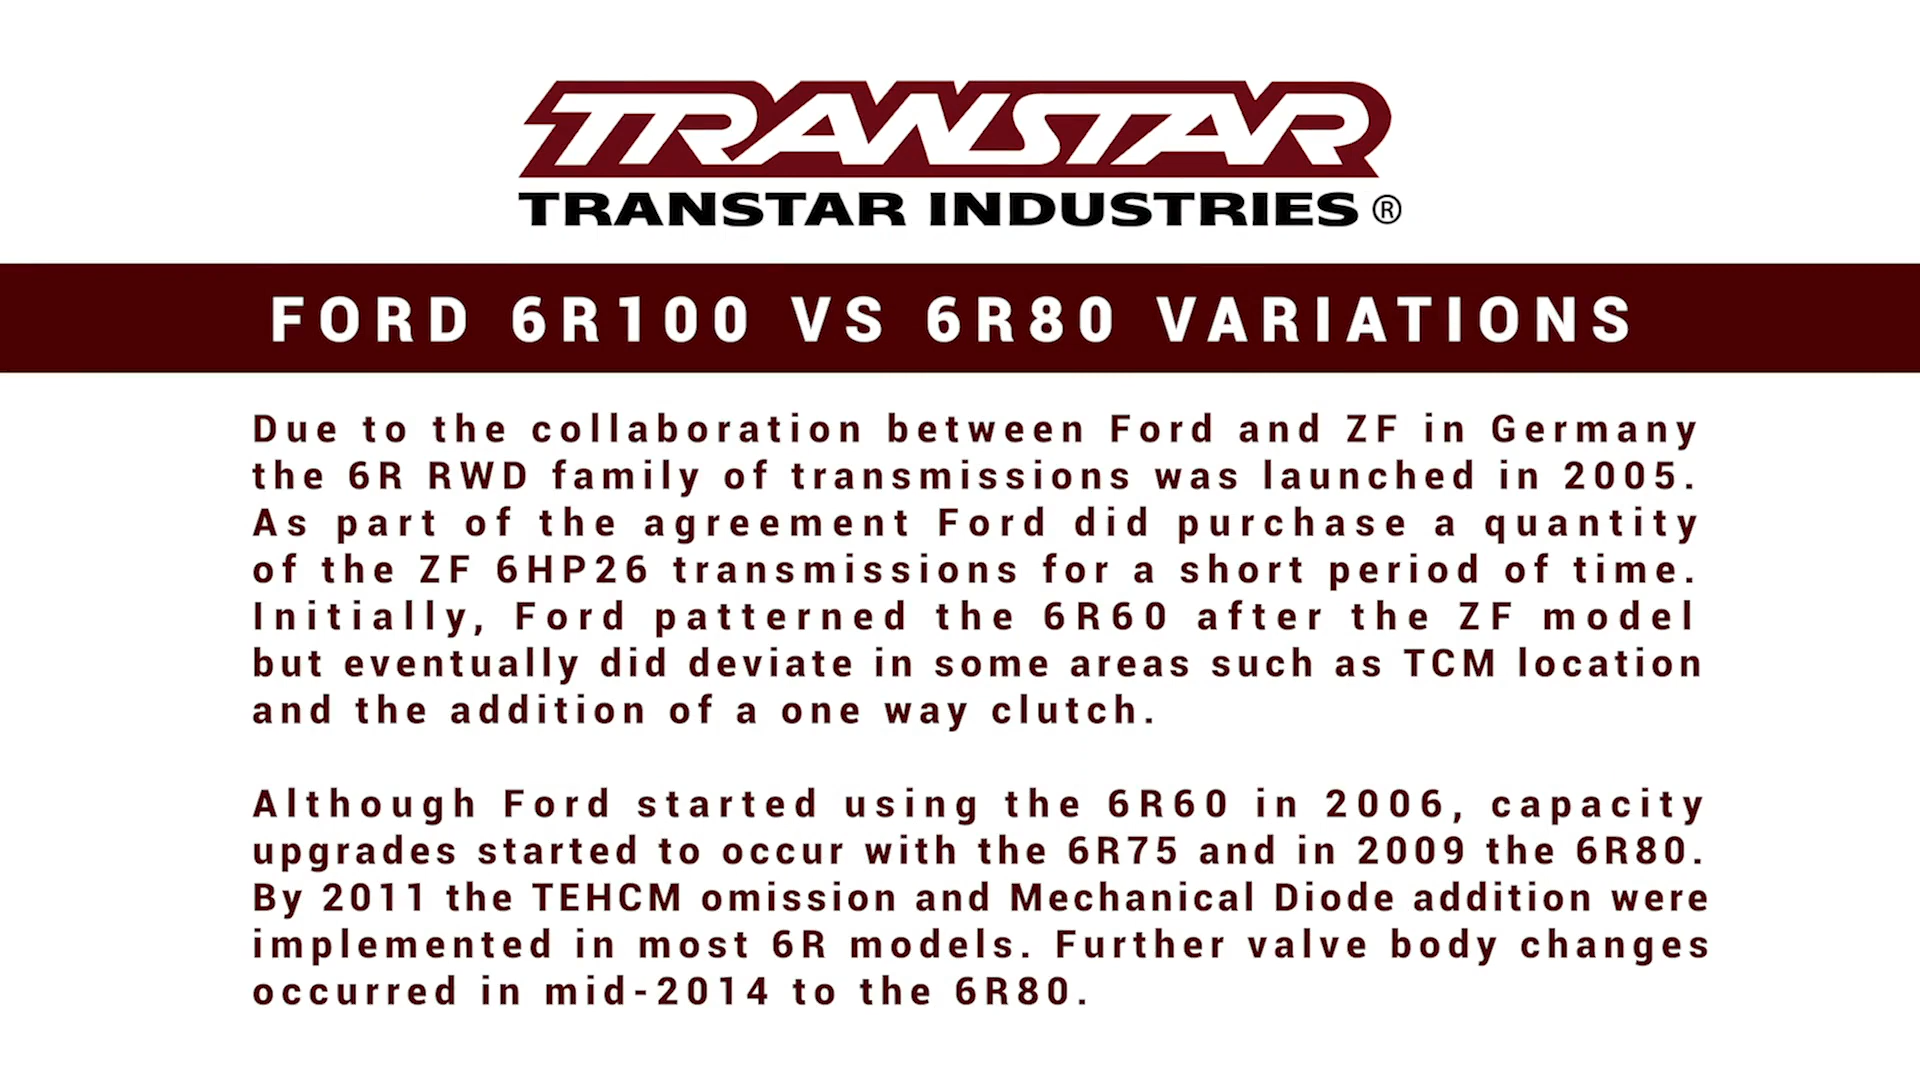 TRANSTAR
TRANSTAR INDUSTRIES ®
FORD 6R100 VS 6R80 VARIATIONS
Due to the collaboration between Ford and ZF in Germany
the 6R RWD family of transmissions was launched in 2005.
As part of the agreement Ford did purchase a quantity
of the ZF 6HP26 transmissions for a short period of time.
Initially, Ford patterned the 6R60 after the ZF model
but eventually did deviate in some areas such as TCM location
and the addition of a one way clutch.
Although Ford started using the 6R60 in 2006, capacity
upgrades started to occur with the 6R75 and in 2009 the 6R80.
By 2011 the TEHCM omission and Mechanical Diode addition were
implemented in most 6R models. Further valve body changes
occurred in mid-2014 to the 6R80.